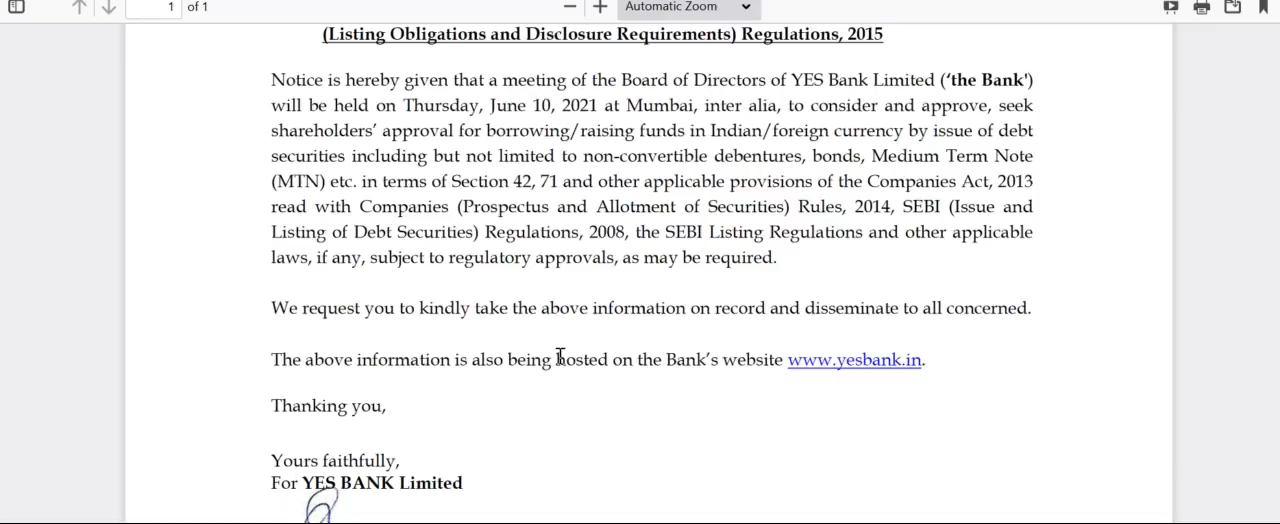 1 of 1 Automatic Zoom
(Listing Obligations and Disclosure Requirements) Regulations, 2015
Notice is hereby given that a meeting of the Board of Directors of YES Bank Limited (‘the Bank')
will be held on Thursday, June 10, 2021 at Mumbai, inter alia, to consider and approve, seek
shareholders’ approval for borrowing/raising funds in Indian/foreign currency by issue of debt
securities including but not limited to non-convertible debentures, bonds, Medium Term Note
(MTN) etc. in terms of Section 42, 71 and other applicable provisions of the Companies Act, 2013
read with Companies (Prospectus and Allotment of Securities) Rules, 2014, SEBI (Issue and
Listing of Debt Securities) Regulations, 2008, the SEBI Listing Regulations and other applicable
laws, if any, subject to regulatory approvals, as may be required.
We request you to kindly take the above information on record and disseminate to all concerned.
The above information is also being hosted on the Bank’s website www.yesbank.in.
Thanking you,
Yours faithfully,
For YES BANK Limited